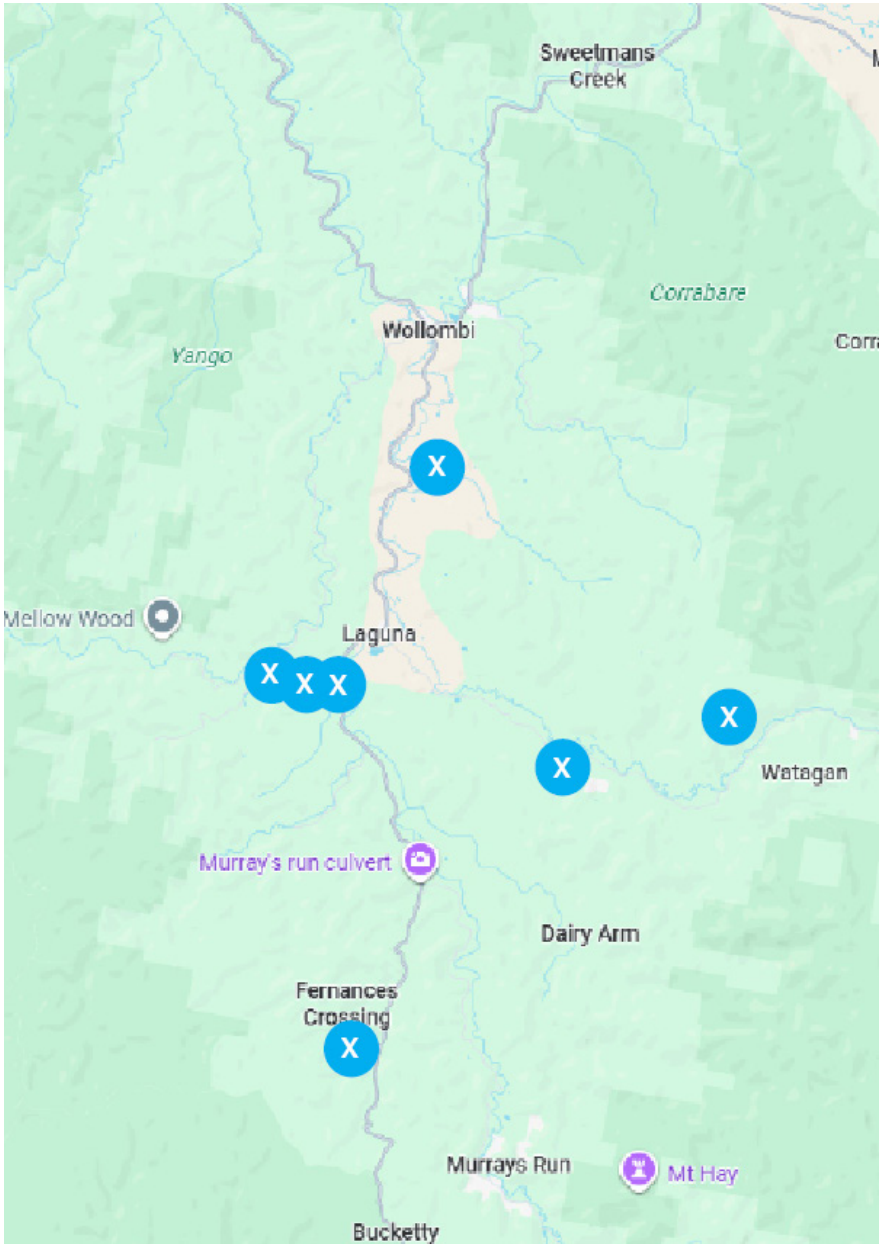 Sweetmans
Creek
Corrabare
Wollombi
Yango
X
Mellow Wood
Laguna
X
X
X
X
X
Watagan
Murray's run culvert
Dairy Arm
Fernances
Crossing
X
Murrays Run
Mt Hay
Bucketty